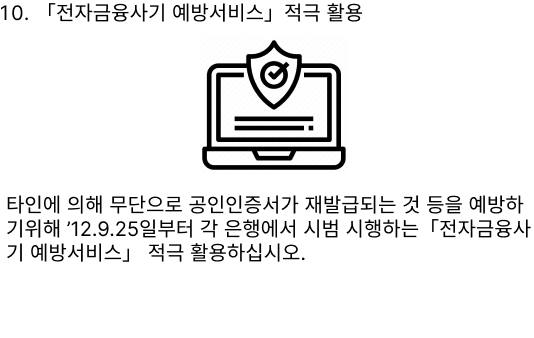 10. 「전자금융사기 예방서비스」적극 활용
타인에 의해 무단으로 공인인증서가 재발급되는 것 등을 예방하
기위해 ’12.9.25일부터 각 은행에서 시범 시행하는「전자금융사
기 예방서비스」 적극 활용하십시오.